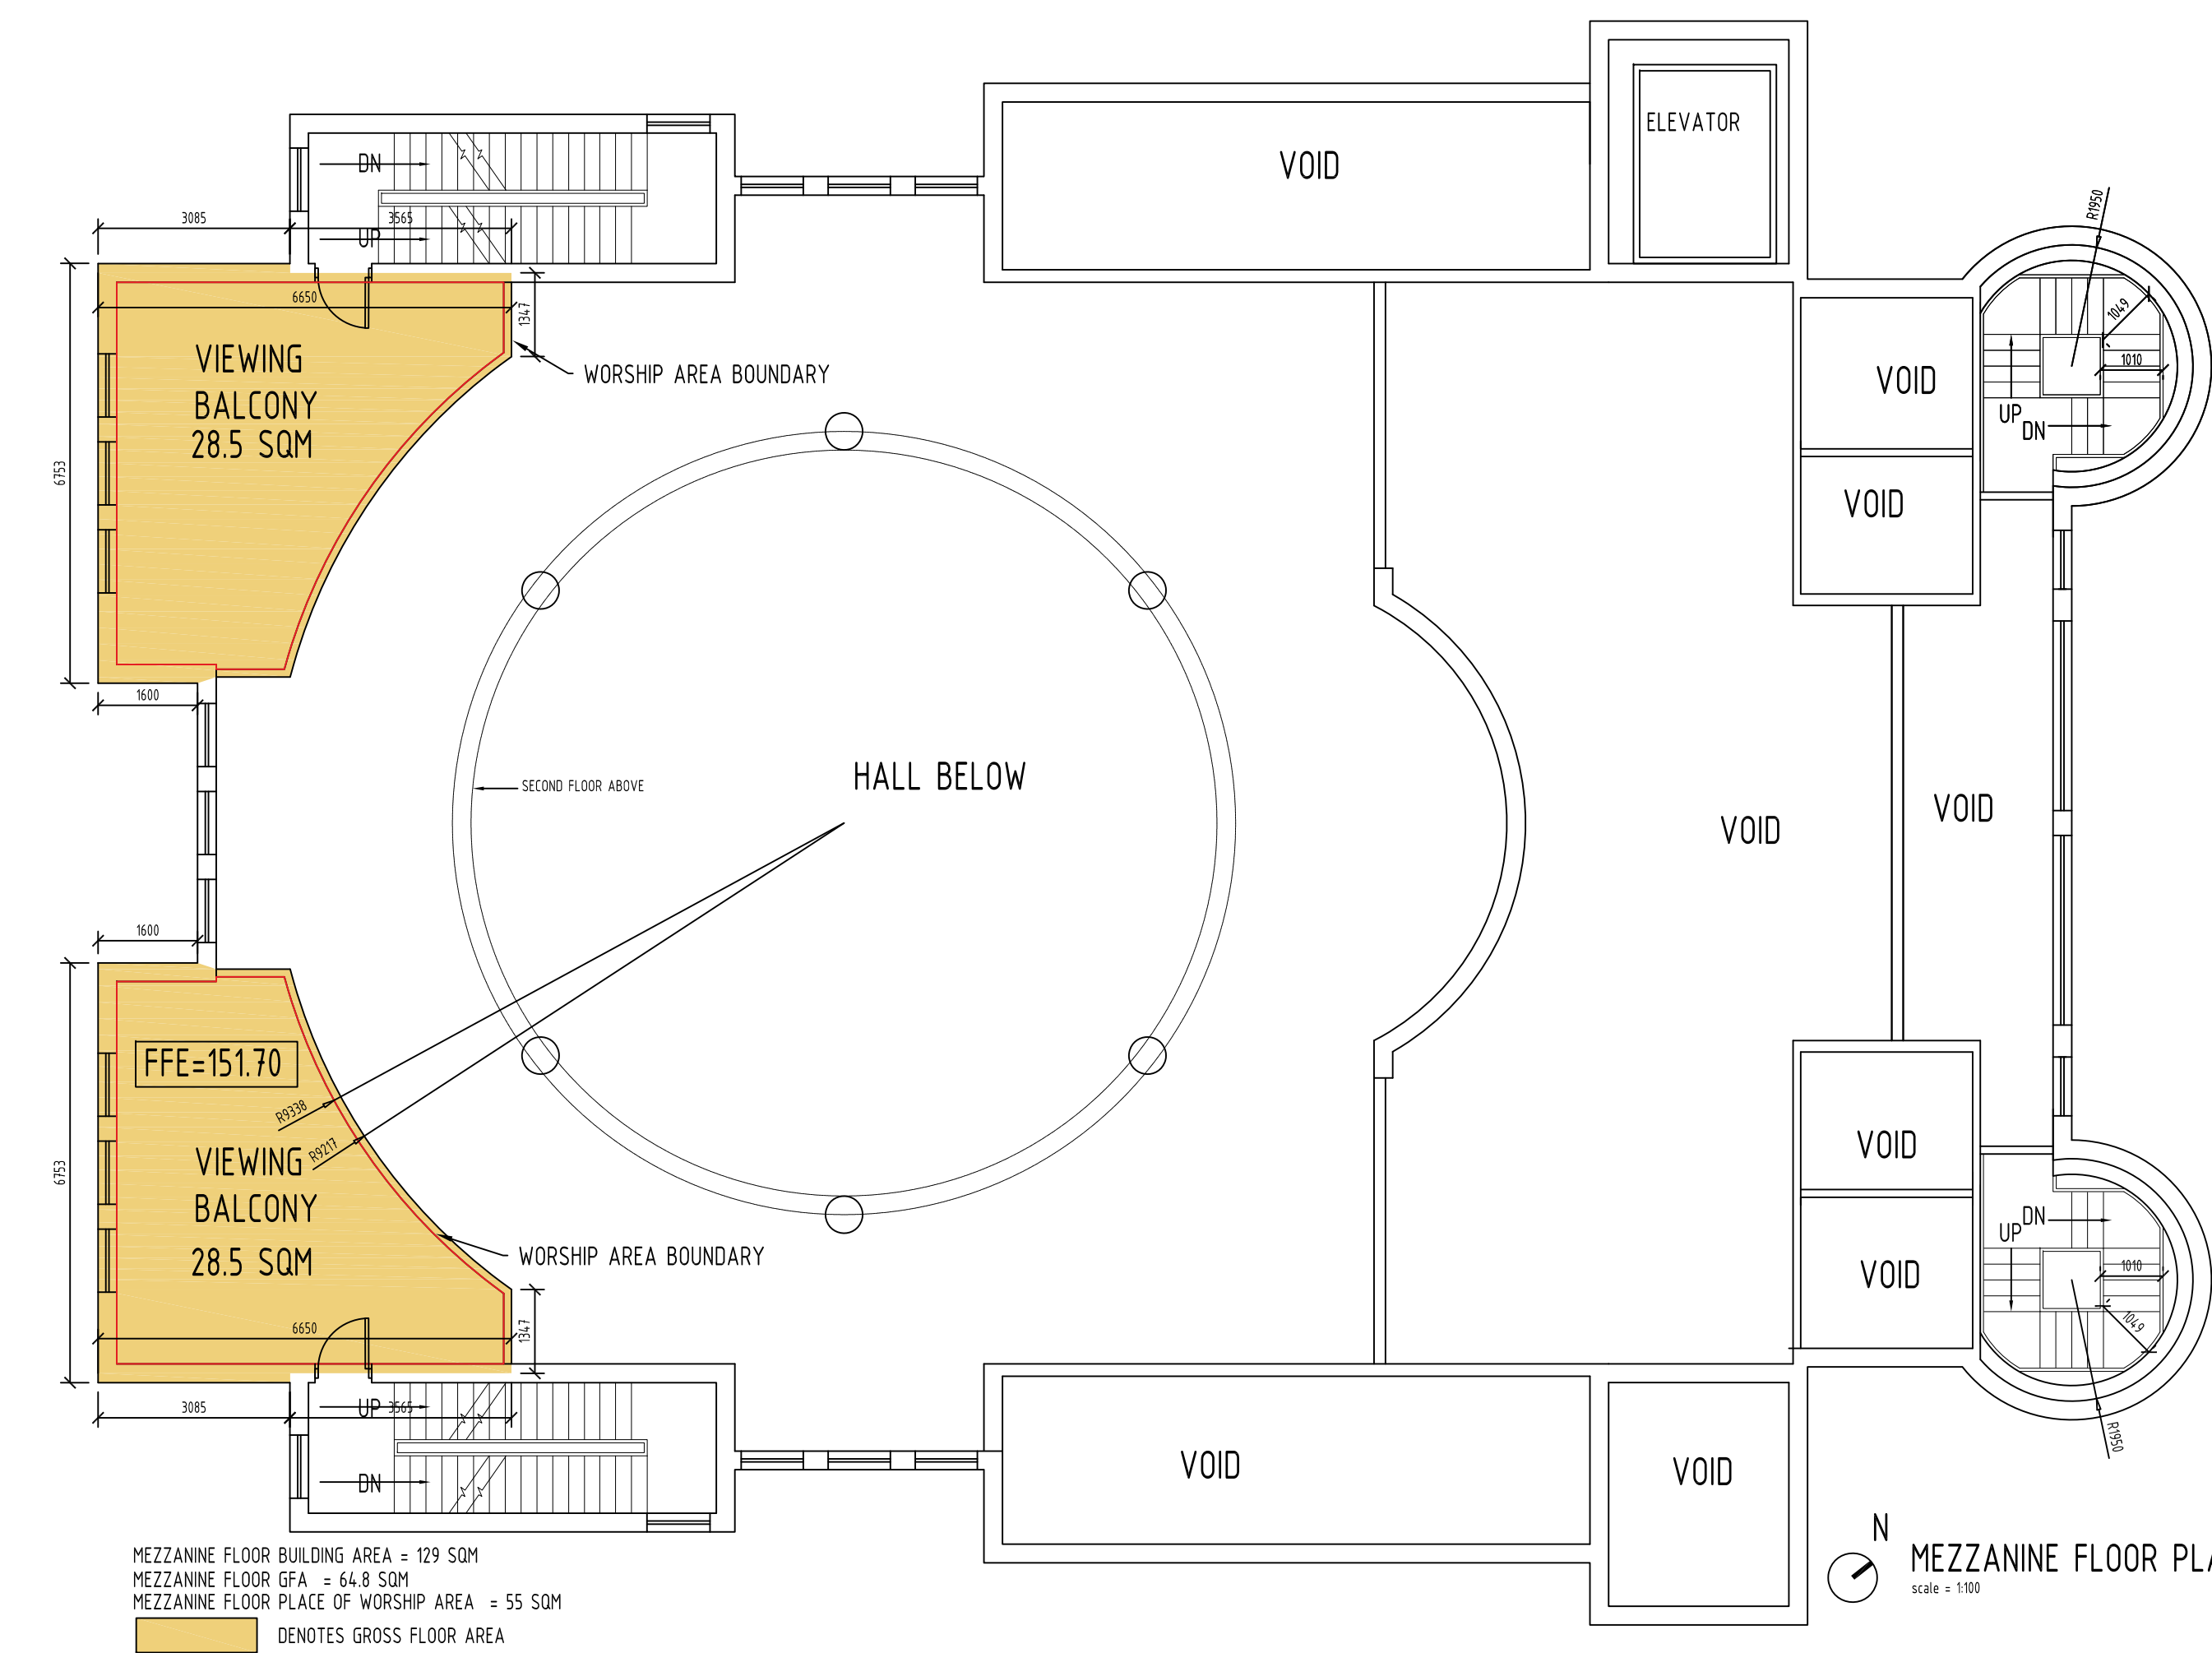 ELEVATOR
VOID
DN
R1950
3085
3565
UP
6650
1347
1049
VIEWING
BALCONY
28.5 SQM
WORSHIP AREA BOUNDARY
1010
VOID
UP
DN
6753
VOID
1600
SECOND FLOOR ABOVE
HALL BELOW
VOID
VOID
1600
FFE=151.70
R9338
R9217
VIEWING
BALCONY
28.5 SQM
6753
WORSHIP AREA BOUNDARY
VOID
DN
UP
1010
VOID
6650
1347
1049
3085
UP
3565
R1950
DN
VOID
VOID
N
MEZZANINE FLOOR BUILDING AREA = 129 SQM
MEZZANINE FLOOR GFA = 64.8 SQM
MEZZANINE FLOOR PLACE OF WORSHIP AREA = 55 SQM
DENOTES GROSS FLOOR AREA
MEZZANINE FLOOR PL
scale = 1:100